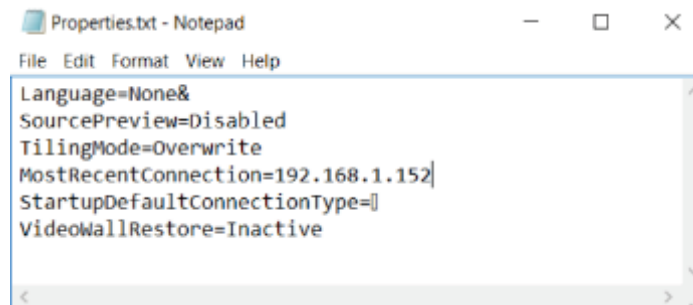 Properties.txt - Notepad
File Edit Format View Help
Language=None&
SourcePreview=Disabled
TilingMode=Overwrite
MostRecentConnection=192.168.1.152
StartupDefaultConnectionType=▯
VideoWallRestore=Inactive